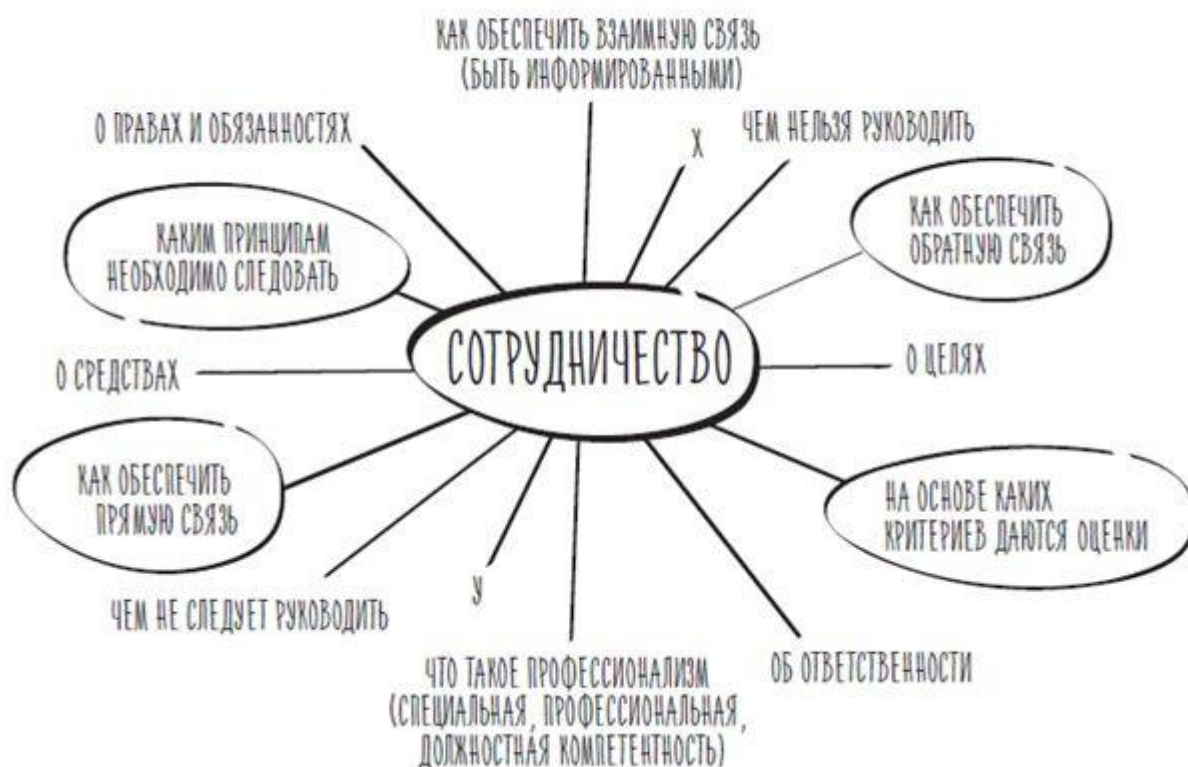 КАК ОБЕСПЕЧИТЬ ВЗАИМНУЮ СВЯЗЬ
(БЫТЬ ИНФОРМИРОВАННЫМИ)
О ПРАВАХ И ОБЯЗАННОСТЯХ
Х
ЧЕМ НЕЛЬЗЯ РУКОВОДИТЬ
КАКИМ ПРИНЦИПАМ
НЕОБХОДИМО СЛЕДОВАТЬ
КАК ОБЕСПЕЧИТЬ
ОБРАТНУЮ СВЯЗЬ
СОТРУДНИЧЕСТВО
О СРЕДСТВАХ
О ЦЕЛЯХ
КАК ОБЕСПЕЧИТЬ
ПРЯМУЮ СВЯЗЬ
НА ОСНОВЕ КАКИХ
КРИТЕРИЕВ ДАЮТСЯ ОЦЕНКИ
ЧЕМ НЕ СЛЕДУЕТ РУКОВОДИТЬ
У
ЧТО ТАКОЕ ПРОФЕССИОНАЛИЗМ
(СПЕЦИАЛЬНАЯ, ПРОФЕССИОНАЛЬНАЯ,
ДОЛЖНОСТНАЯ КОМПЕТЕНТНОСТЬ)
ОБ ОТВЕТСТВЕННОСТИ